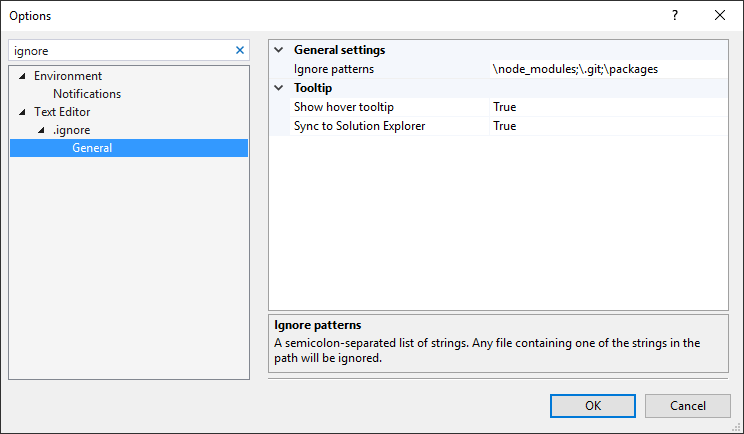 Options
ignore
Environment
Notifications
Text Editor
.ignore
General
General settings
Ignore patterns \node_modules;\.git;\packages
Tooltip
Show hover tooltip True
Sync to Solution Explorer True
Ignore patterns
A semicolon-separated list of strings. Any file containing one of the strings in the
path will be ignored.
OK Cancel